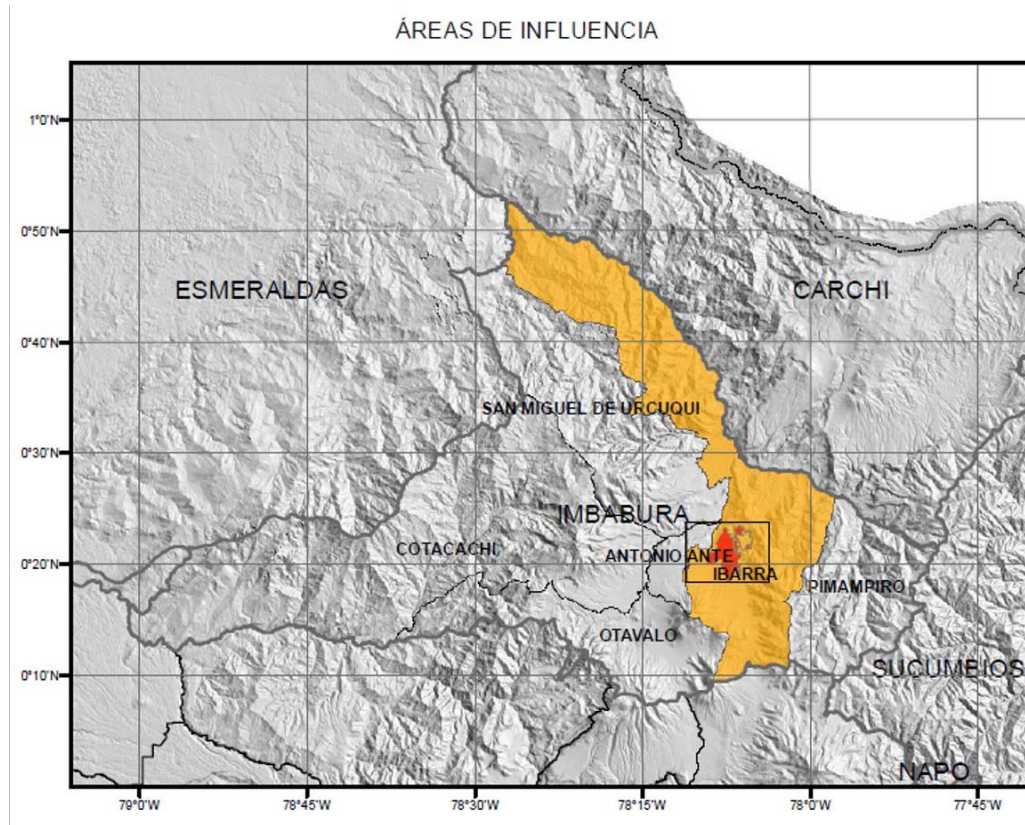 ÁREAS DE INFLUENCIA
1°0'N
0°50'N
ESMERALDAS
CARCHI
0°40'N
SAN MIGUEL DE URCUQUI
0°30'N
IMBABURA
COTACACHI
ANTONIO ANTE
0°20'N
IBARRA
PIMAMPIRO
OTAVALO
0°10'N
SUCUMBIOS
NAPO
79°0'W 78°45'W 78°30'W 78°15'W 78°0'W 77°45'W